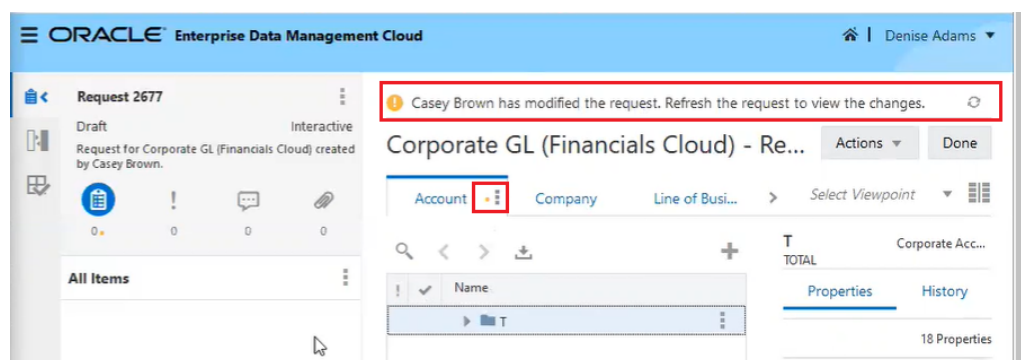 ORACLE Enterprise Data Management Cloud
Denise Adams
Request 2677
Draft
Interactive
Request for Corporate GL (Financials Cloud) created
by Casey Brown.
0
0
0
0
All Items
Casey Brown has modified the request. Refresh the request to view the changes.
Corporate GL (Financials Cloud) - Re...
Actions
Done
Account
Company
Line of Busi...
Select Viewpoint
! Name
T
T
TOTAL
Corporate Acc...
Properties
History
18 Properties